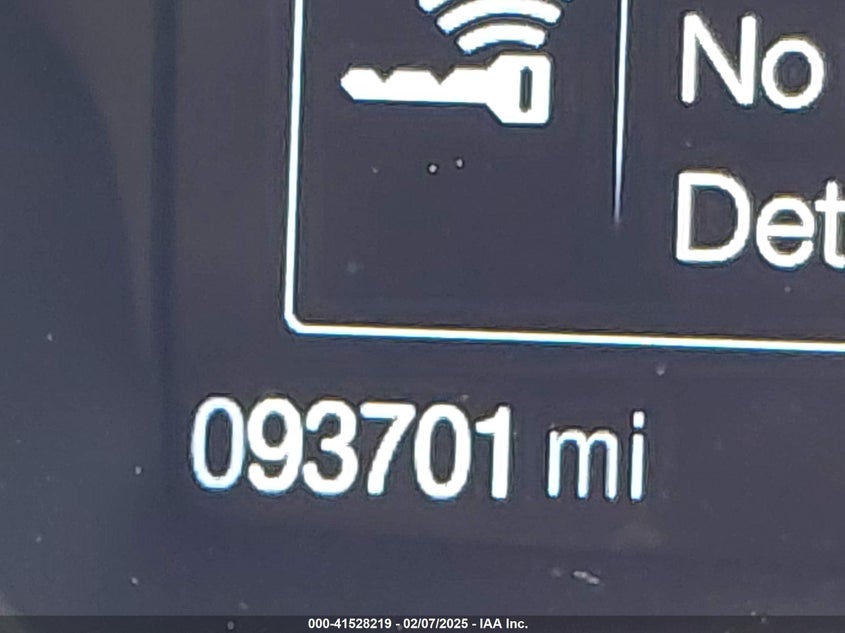 No
Det
093701 mi
000-41528219 - 02/07/2025 - IAA Inc.